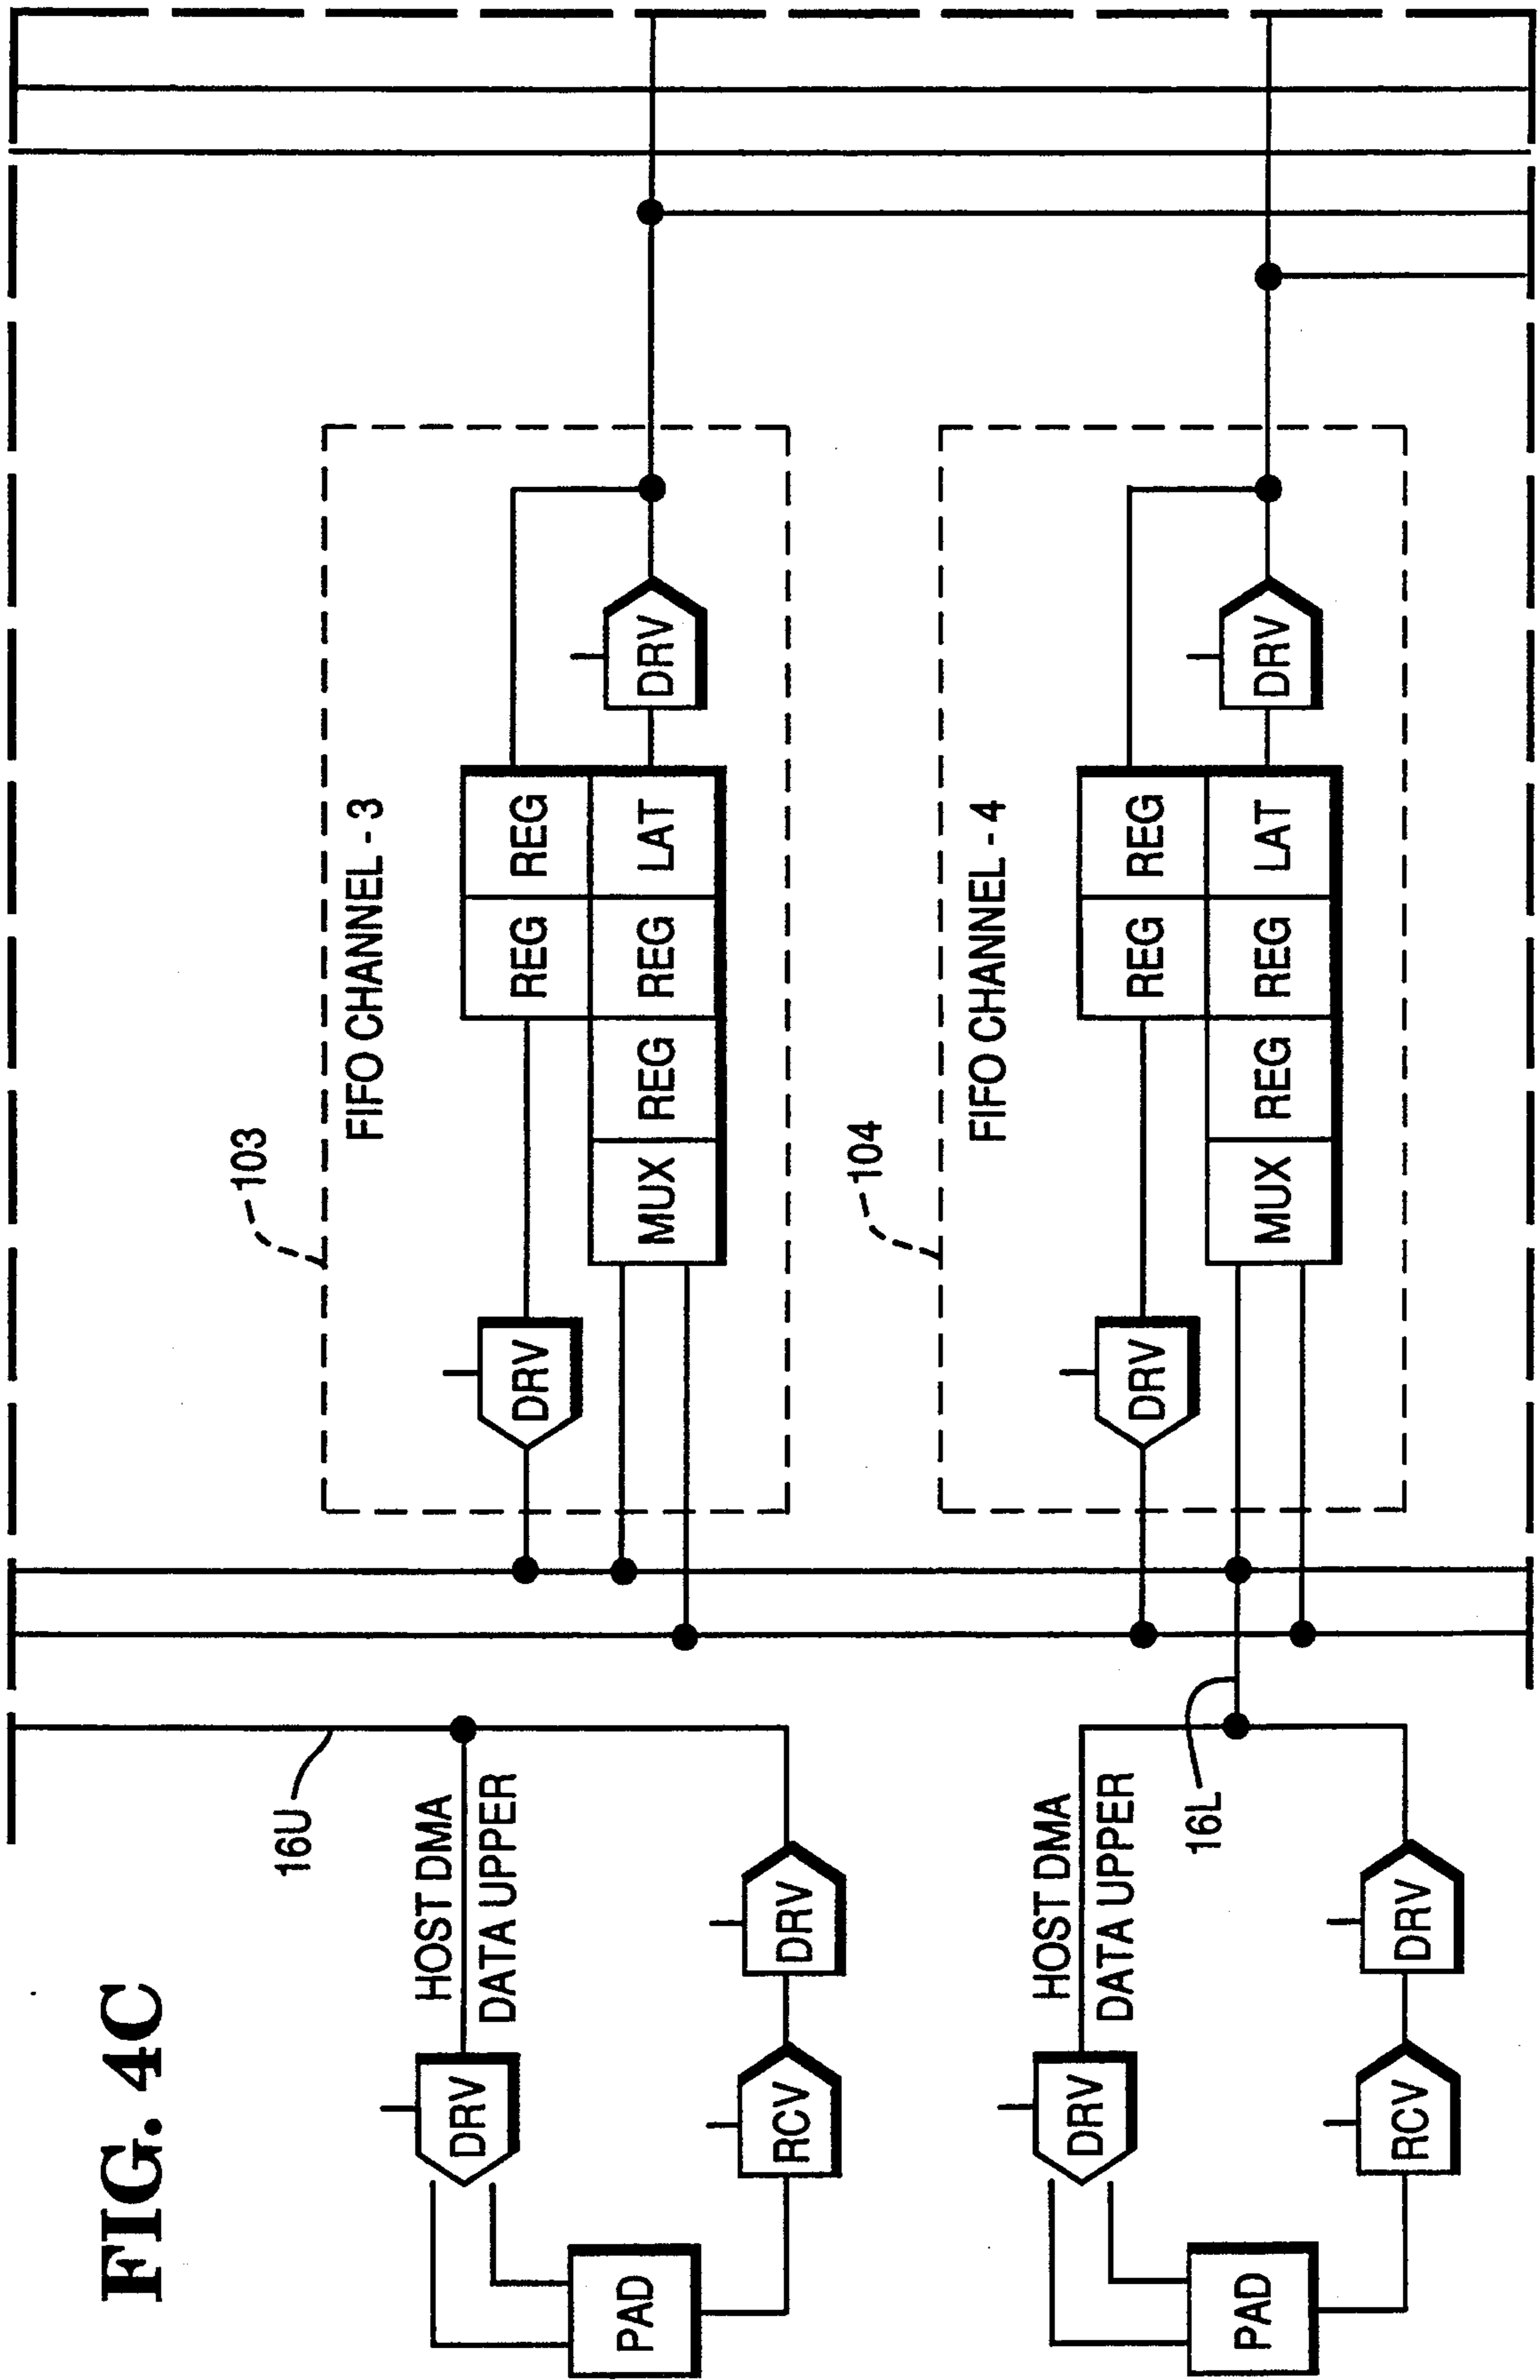 FIG. 4C
103
FIFO CHANNEL - 3
DRV
REG
REG
MUX
REG
REG
LAT
DRV
16U
HOST DMA
DATA UPPER
DRV
PAD
RCV
DRV
104
FIFO CHANNEL - 4
DRV
REG
REG
MUX
REG
REG
LAT
DRV
16L
HOST DMA
DATA UPPER
DRV
PAD
RCV
DRV